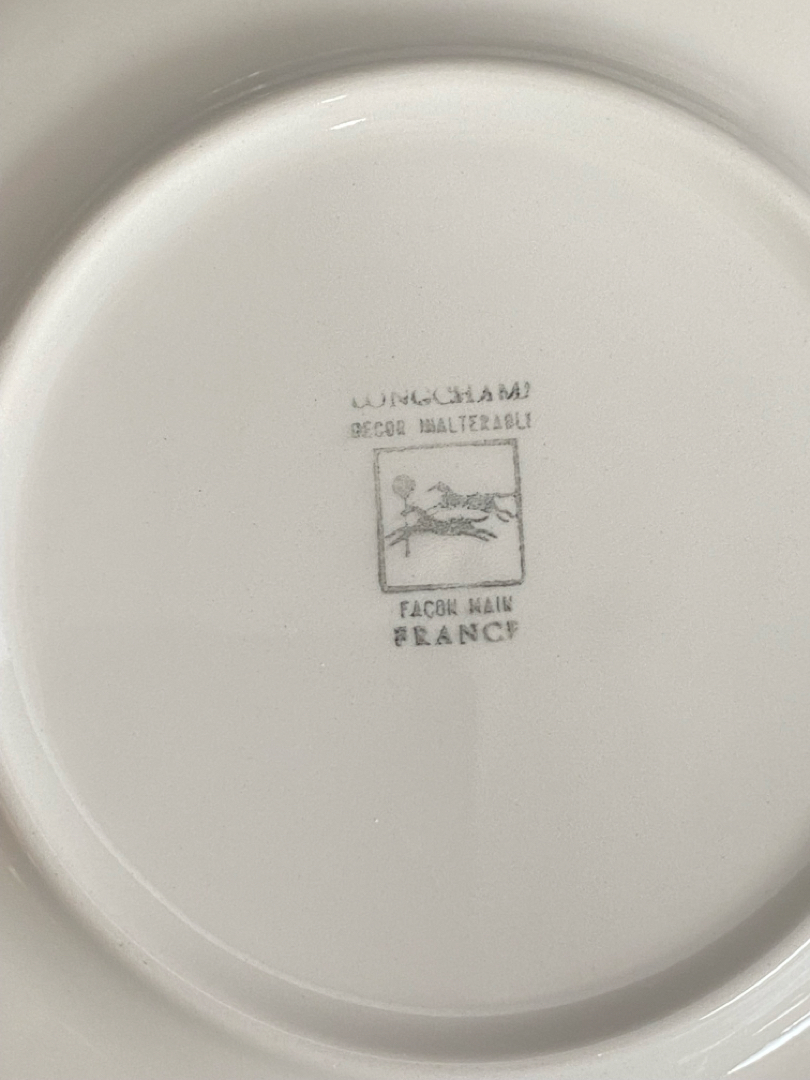 LONGCHAMP
DECOR INALTERABLE
FAÇON MAIN
FRANCE